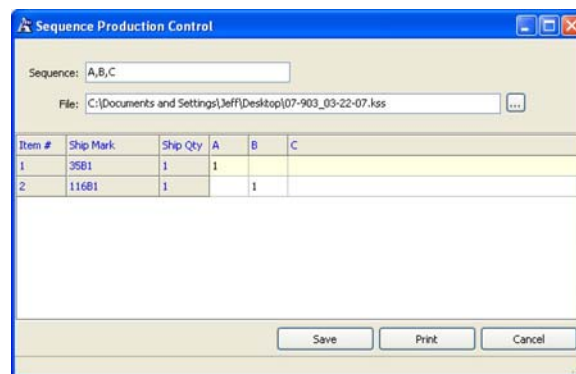 Sequence Production Control
Sequence: A,B,C
File: C:\Documents and Settings\Jeff\Desktop\07-903_03-22-07.kss ...
Item # Ship Mark Ship Qty A B C
1 35B1 1 1
2 116B1 1 1
Save Print Cancel